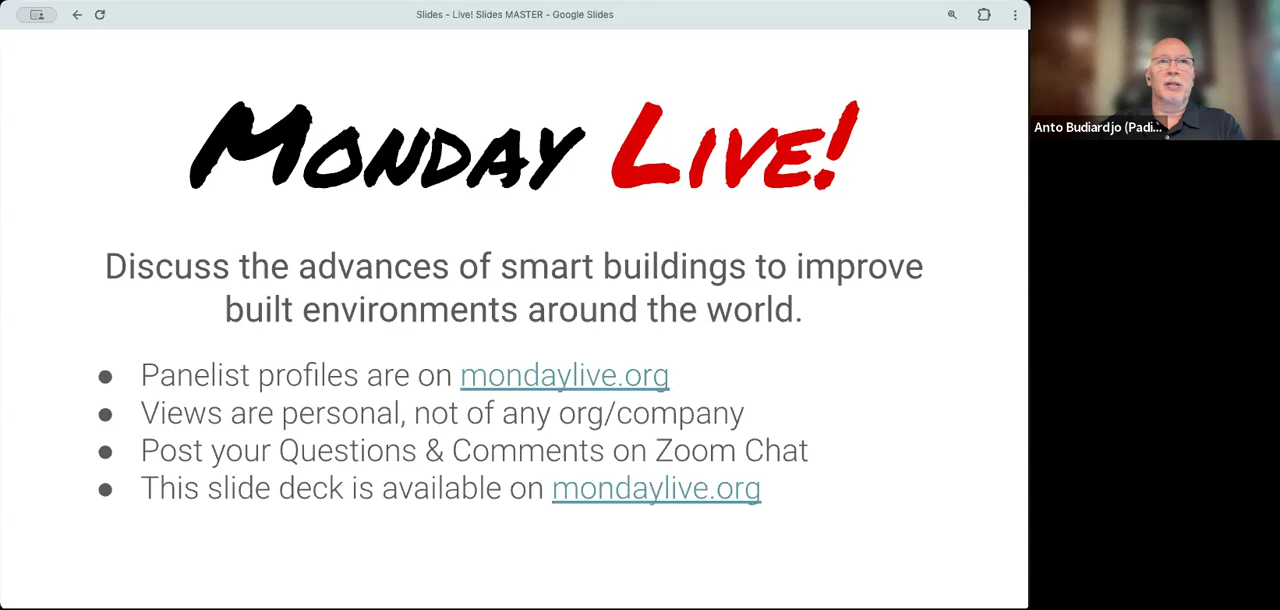 Slides - Live! Slides MASTER - Google Slides
MONDAY LIVE!
Discuss the advances of smart buildings to improve
built environments around the world.
● Panelist profiles are on mondaylive.org
● Views are personal, not of any org/company
● Post your Questions & Comments on Zoom Chat
● This slide deck is available on mondaylive.org
Anto Budiardjo (Padi...